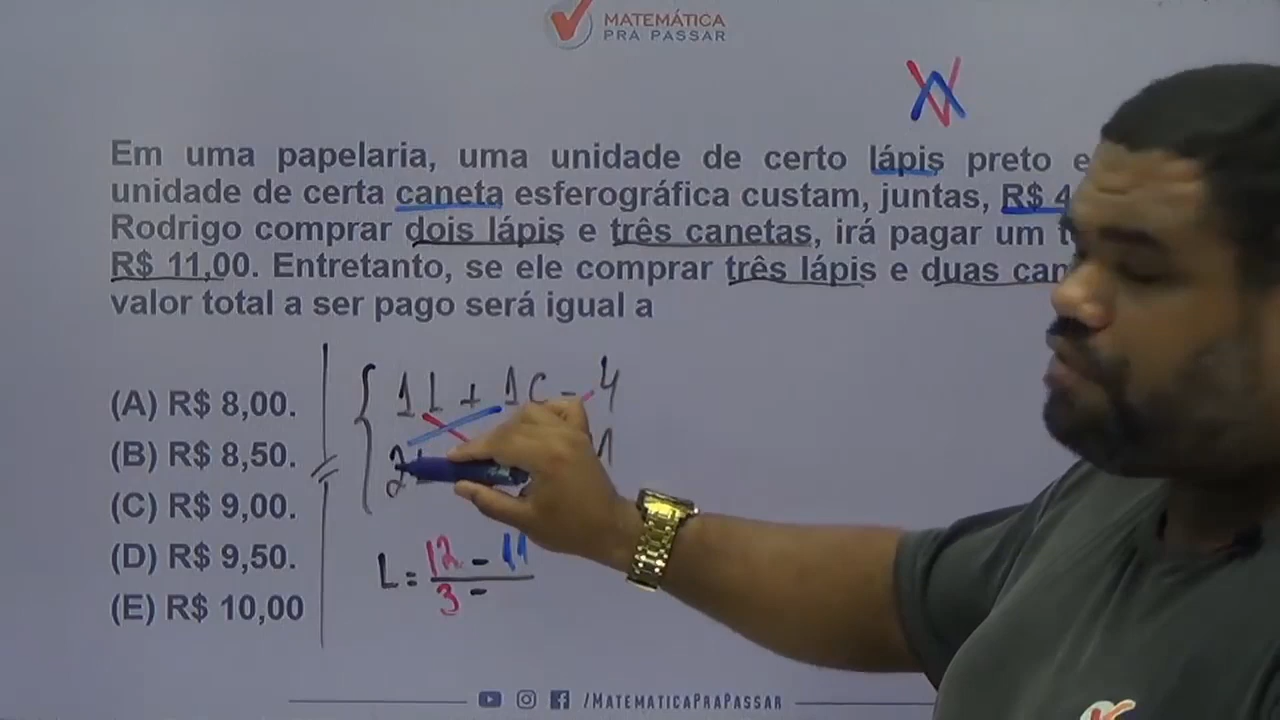 MATEMÁTICA
PRA PASSAR
Em uma papelaria, uma unidade de certo lápis preto e
unidade de certa caneta esferográfica custam, juntas, R$ 4
Rodrigo comprar dois lápis e três canetas, irá pagar um
R$ 11,00. Entretanto, se ele comprar três lápis e duas can
valor total a ser pago será igual a
(A) R$ 8,00.
(B) R$ 8,50.
(C) R$ 9,00.
(D) R$ 9,50.
(E) R$ 10,00
1L + 1C = 4
2L
L = 12 - 11
3 -
/MATEMATICAPRAPASSAR